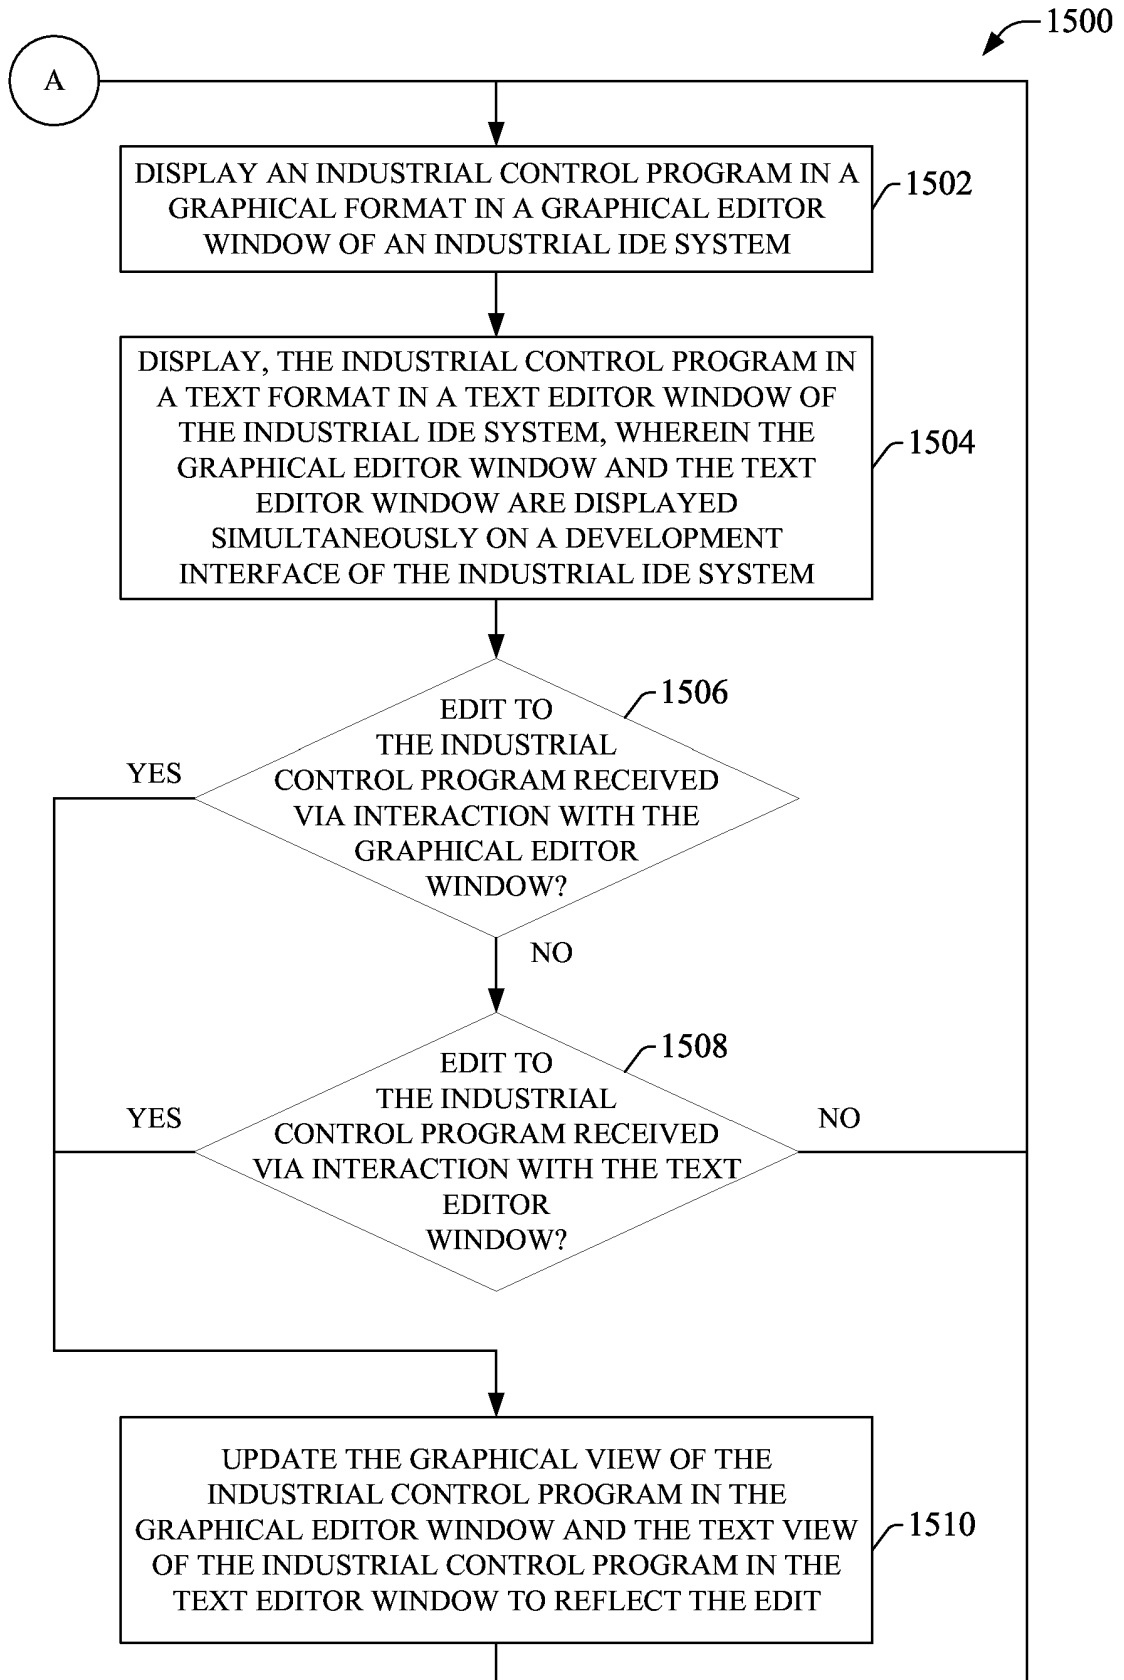 1500
A
DISPLAY AN INDUSTRIAL CONTROL PROGRAM IN A
GRAPHICAL FORMAT IN A GRAPHICAL EDITOR
WINDOW OF AN INDUSTRIAL IDE SYSTEM
1502
DISPLAY, THE INDUSTRIAL CONTROL PROGRAM IN
A TEXT FORMAT IN A TEXT EDITOR WINDOW OF
THE INDUSTRIAL IDE SYSTEM, WHEREIN THE
GRAPHICAL EDITOR WINDOW AND THE TEXT
EDITOR WINDOW ARE DISPLAYED
SIMULTANEOUSLY ON A DEVELOPMENT
INTERFACE OF THE INDUSTRIAL IDE SYSTEM
1504
EDIT TO
THE INDUSTRIAL
CONTROL PROGRAM RECEIVED
VIA INTERACTION WITH THE
GRAPHICAL EDITOR
WINDOW?
1506
YES
NO
EDIT TO
THE INDUSTRIAL
CONTROL PROGRAM RECEIVED
VIA INTERACTION WITH THE TEXT
EDITOR
WINDOW?
1508
YES
NO
UPDATE THE GRAPHICAL VIEW OF THE
INDUSTRIAL CONTROL PROGRAM IN THE
GRAPHICAL EDITOR WINDOW AND THE TEXT VIEW
OF THE INDUSTRIAL CONTROL PROGRAM IN THE
TEXT EDITOR WINDOW TO REFLECT THE EDIT
1510